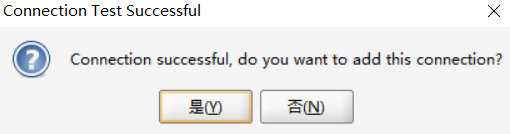 Connection Test Successful
Connection successful, do you want to add this connection?
是(Y)
否(N)